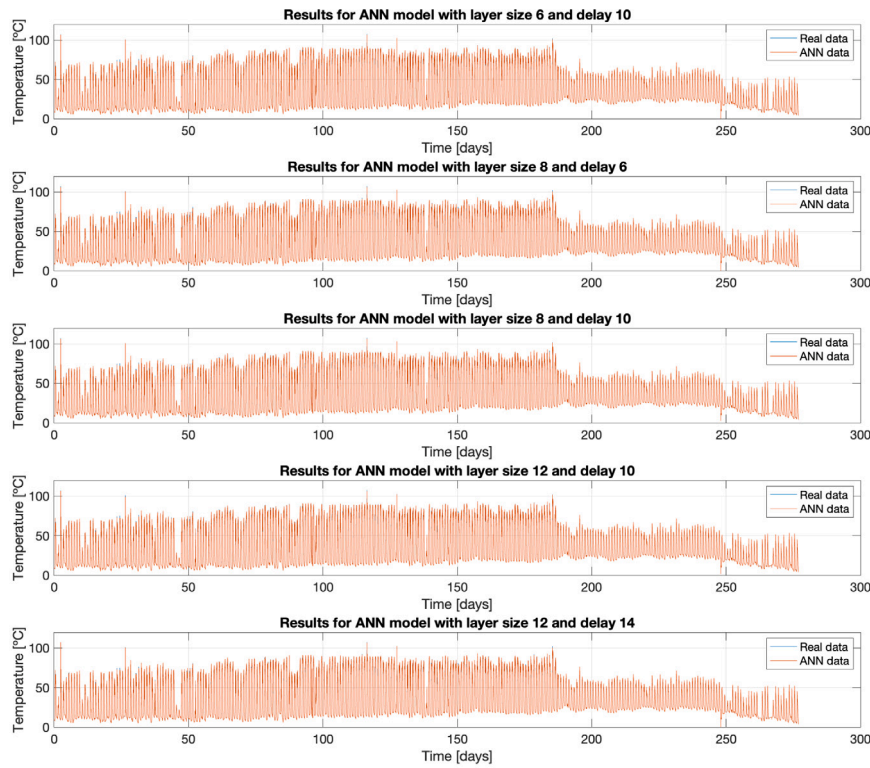 Results for ANN model with layer size 6 and delay 10
Temperature [ºC]
100
50
0
Real data
ANN data
0 50 100 150 200 250 300
Time [days]
Results for ANN model with layer size 8 and delay 6
Temperature [ºC]
100
50
0
Real data
ANN data
0 50 100 150 200 250 300
Time [days]
Results for ANN model with layer size 8 and delay 10
Temperature [ºC]
100
50
0
Real data
ANN data
0 50 100 150 200 250 300
Time [days]
Results for ANN model with layer size 12 and delay 10
Temperature [ºC]
100
50
0
Real data
ANN data
0 50 100 150 200 250 300
Time [days]
Results for ANN model with layer size 12 and delay 14
Temperature [ºC]
100
50
0
Real data
ANN data
0 50 100 150 200 250 300
Time [days]